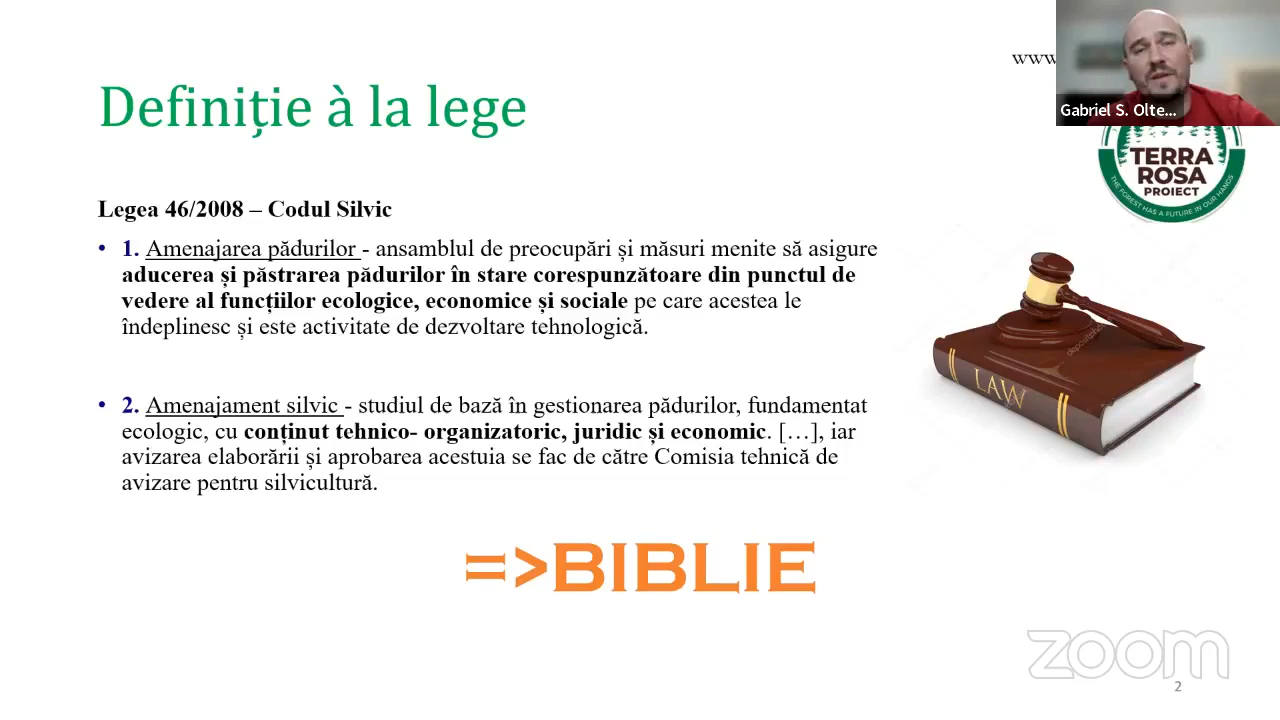 www
Definiție à la lege
Gabriel S. Olte...
TERRA
ROSA
PROIECT
THE FOREST HAS A FUTURE IN OUR HANDS
Legea 46/2008 – Codul Silvic
• 1. Amenajarea pădurilor - ansamblul de preocupări și măsuri menite să asigure
aducerea și păstrarea pădurilor în stare corespunzătoare din punctul de
vedere al funcțiilor ecologice, economice și sociale pe care acestea le
îndeplinesc și este activitate de dezvoltare tehnologică.
depositphotos
LAW
• 2. Amenajament silvic - studiul de bază în gestionarea pădurilor, fundamentat
ecologic, cu conținut tehnico- organizatoric, juridic și economic. […], iar
avizarea elaborării și aprobarea acestuia se fac de către Comisia tehnică de
avizare pentru silvicultură.
=>BIBLIE
zoom
2